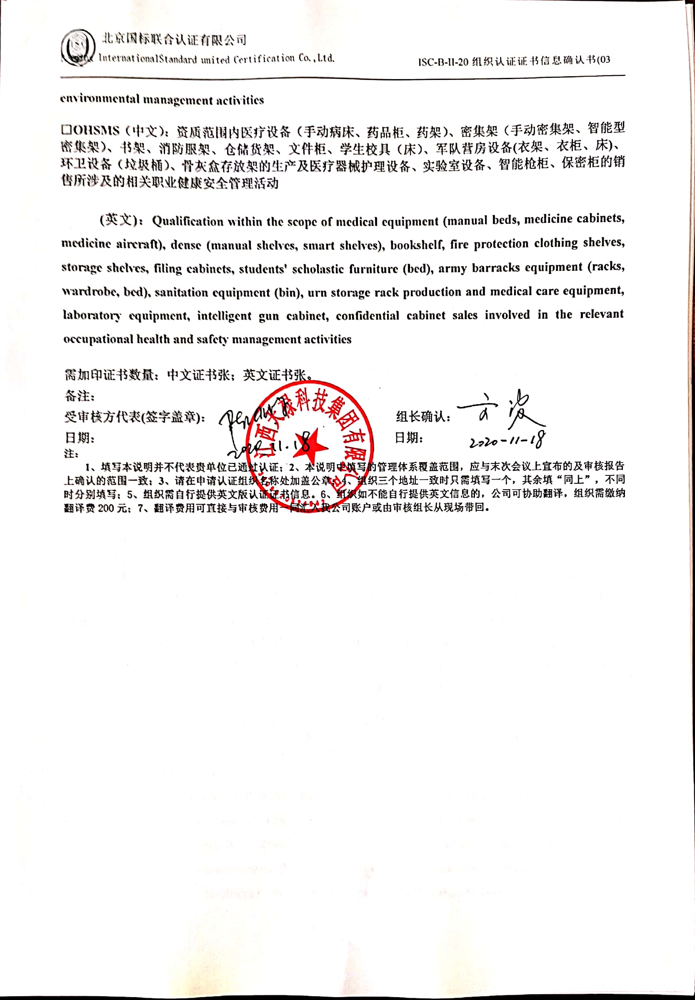 北京国标联合认证有限公司
InternationalStandard united Certification Co.,Ltd.
ISC-B-II-20 组织认证证书信息确认书(03
environmental management activities
□OHSMS（中文）：资质范围内医疗设备（手动病床、药品柜、药架）、密集架（手动密集架、智能型
密集架）、书架、消防服架、仓储货架、文件柜、学生校具（床）、军队营房设备(衣架、衣柜、床)、
环卫设备（垃圾桶）、骨灰盒存放架的生产及医疗器械护理设备、实验室设备、智能枪柜、保密柜的销
售所涉及的相关职业健康安全管理活动
(英文)：Qualification within the scope of medical equipment (manual beds, medicine cabinets,
medicine aircraft), dense (manual shelves, smart shelves), bookshelf, fire protection clothing shelves,
storage shelves, filing cabinets, students' scholastic furniture (bed), army barracks equipment (racks,
wardrobe, bed), sanitation equipment (bin), urn storage rack production and medical care equipment,
laboratory equipment, intelligent gun cabinet, confidential cabinet sales involved in the relevant
occupational health and safety management activities
需加印证书数量：中文证书张；英文证书张。
备注：
受审核方代表(签字盖章)：
组长确认：
日期：2020.11.18
日期：2020-11-18
江西天禄科技集团有限公司
注：
1、填写本说明并不代表贵单位已通过认证；2、本说明中填写的管理体系覆盖范围，应与末次会议上宣布的及审核报告
上确认的范围一致；3、请在申请认证组织名称处加盖公章；4、组织三个地址一致时只需填写一个，其余填“同上”，不同
时分别填写；5、组织需自行提供英文版认证证书信息。6、组织如不能自行提供英文信息的，公司可协助翻译，组织需缴纳
翻译费 200 元；7、翻译费用可直接与审核费用一同汇入我公司账户或由审核组长从现场带回。